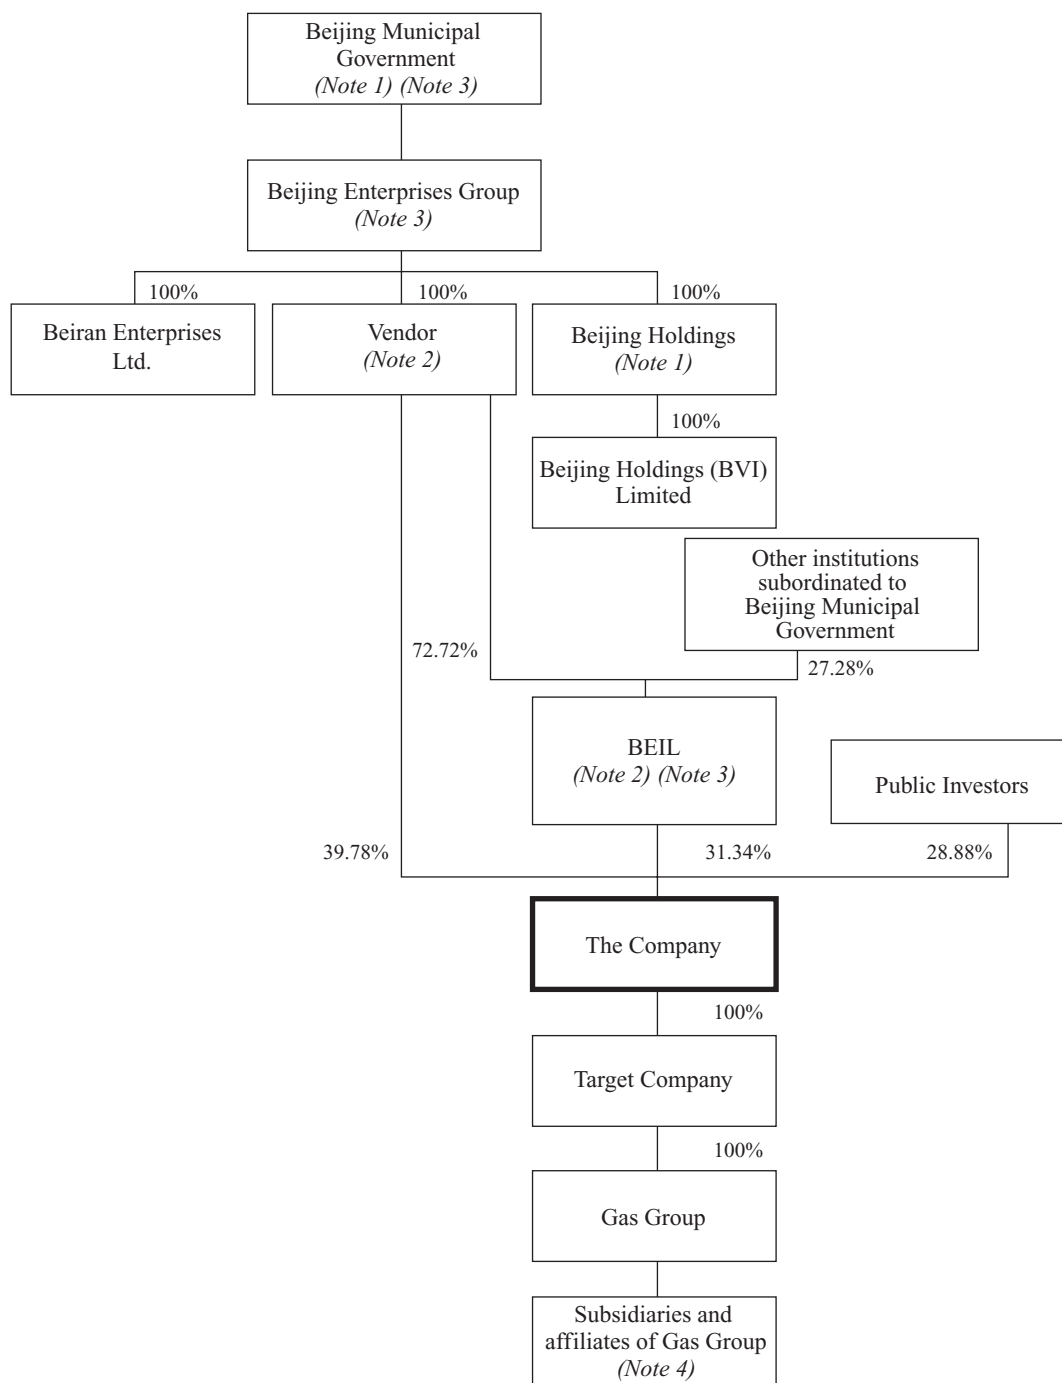 Beijing Municipal
Government
(Note 1) (Note 3)
Beijing Enterprises Group
(Note 3)
100%
100%
100%
Beiran Enterprises
Ltd.
Vendor
(Note 2)
Beijing Holdings
(Note 1)
100%
Beijing Holdings (BVI)
Limited
Other institutions
subordinated to
Beijing Municipal
Government
72.72%
27.28%
BEIL
(Note 2) (Note 3)
Public Investors
39.78%
31.34%
28.88%
The Company
100%
Target Company
100%
Gas Group
Subsidiaries and
affiliates of Gas Group
(Note 4)